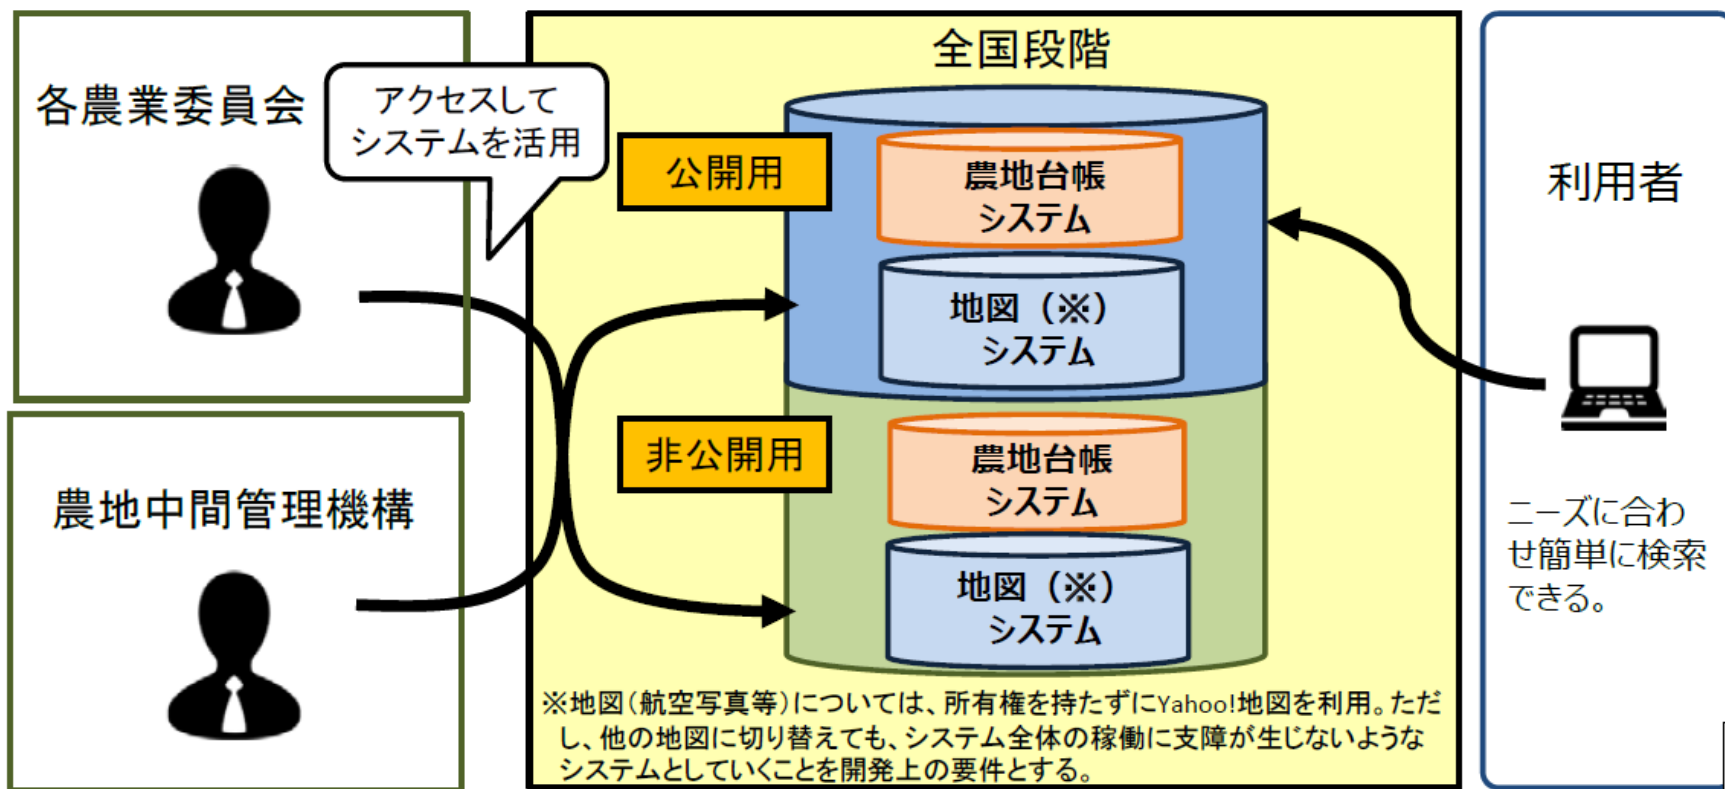 各農業委員会
アクセスして
システムを活用
農地中間管理機構
全国段階
公開用
農地台帳
システム
地図（※）
システム
非公開用
農地台帳
システム
地図（※）
システム
※地図（航空写真等）については、所有権を持たずにYahoo!地図を利用。ただ
し、他の地図に切り替えても、システム全体の稼働に支障が生じないような
システムとしていくことを開発上の要件とする。
利用者
ニーズに合わ
せ簡単に検索
できる。